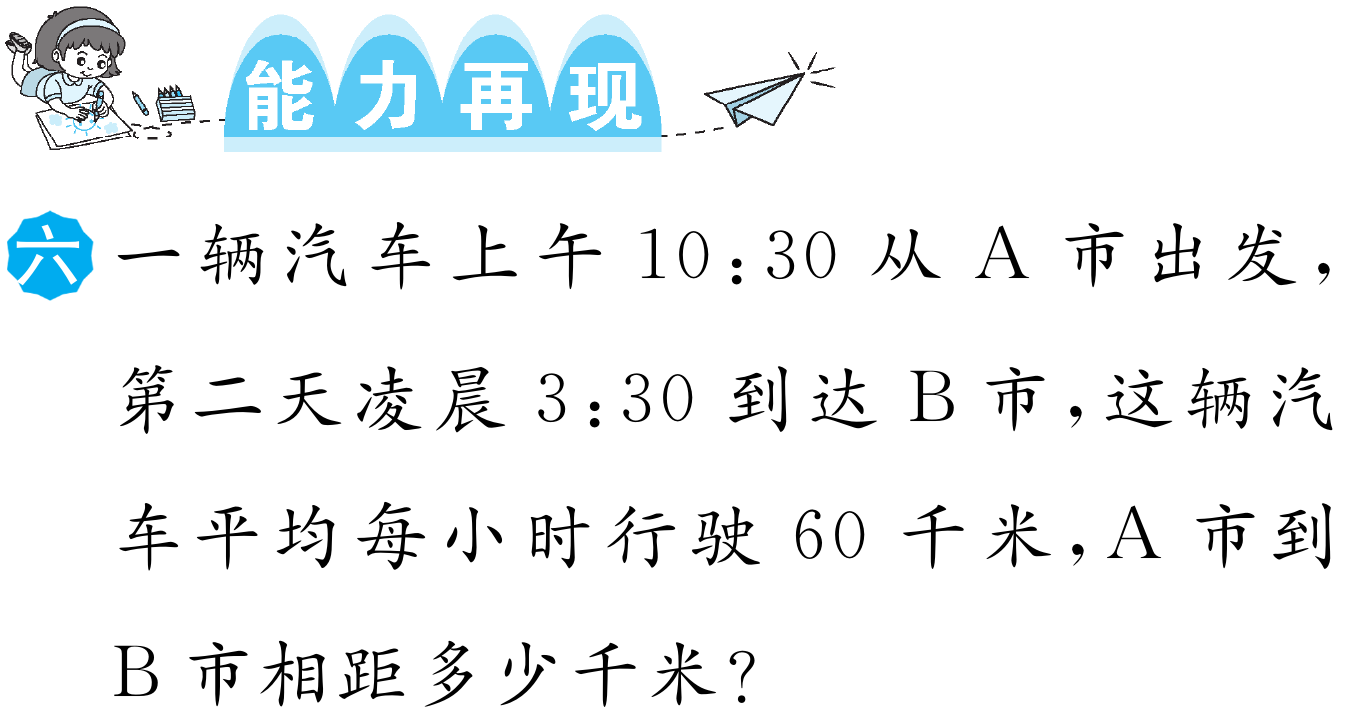 能力再现
六 一辆汽车上午 10:30 从 A 市出发,
第二天凌晨 3:30 到达 B 市,这辆汽
车平均每小时行驶 60 千米,A 市到
B 市相距多少千米?